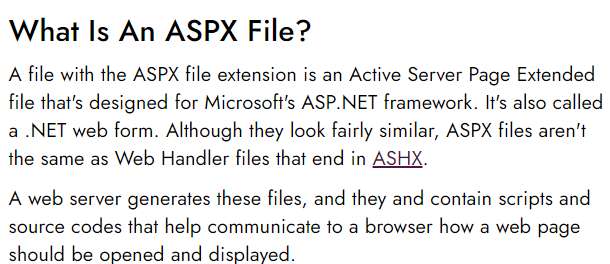 What Is An ASPX File?
A file with the ASPX file extension is an Active Server Page Extended
file that's designed for Microsoft's ASP.NET framework. It's also called
a .NET web form. Although they look fairly similar, ASPX files aren't
the same as Web Handler files that end in ASHX.
A web server generates these files, and they and contain scripts and
source codes that help communicate to a browser how a web page
should be opened and displayed.